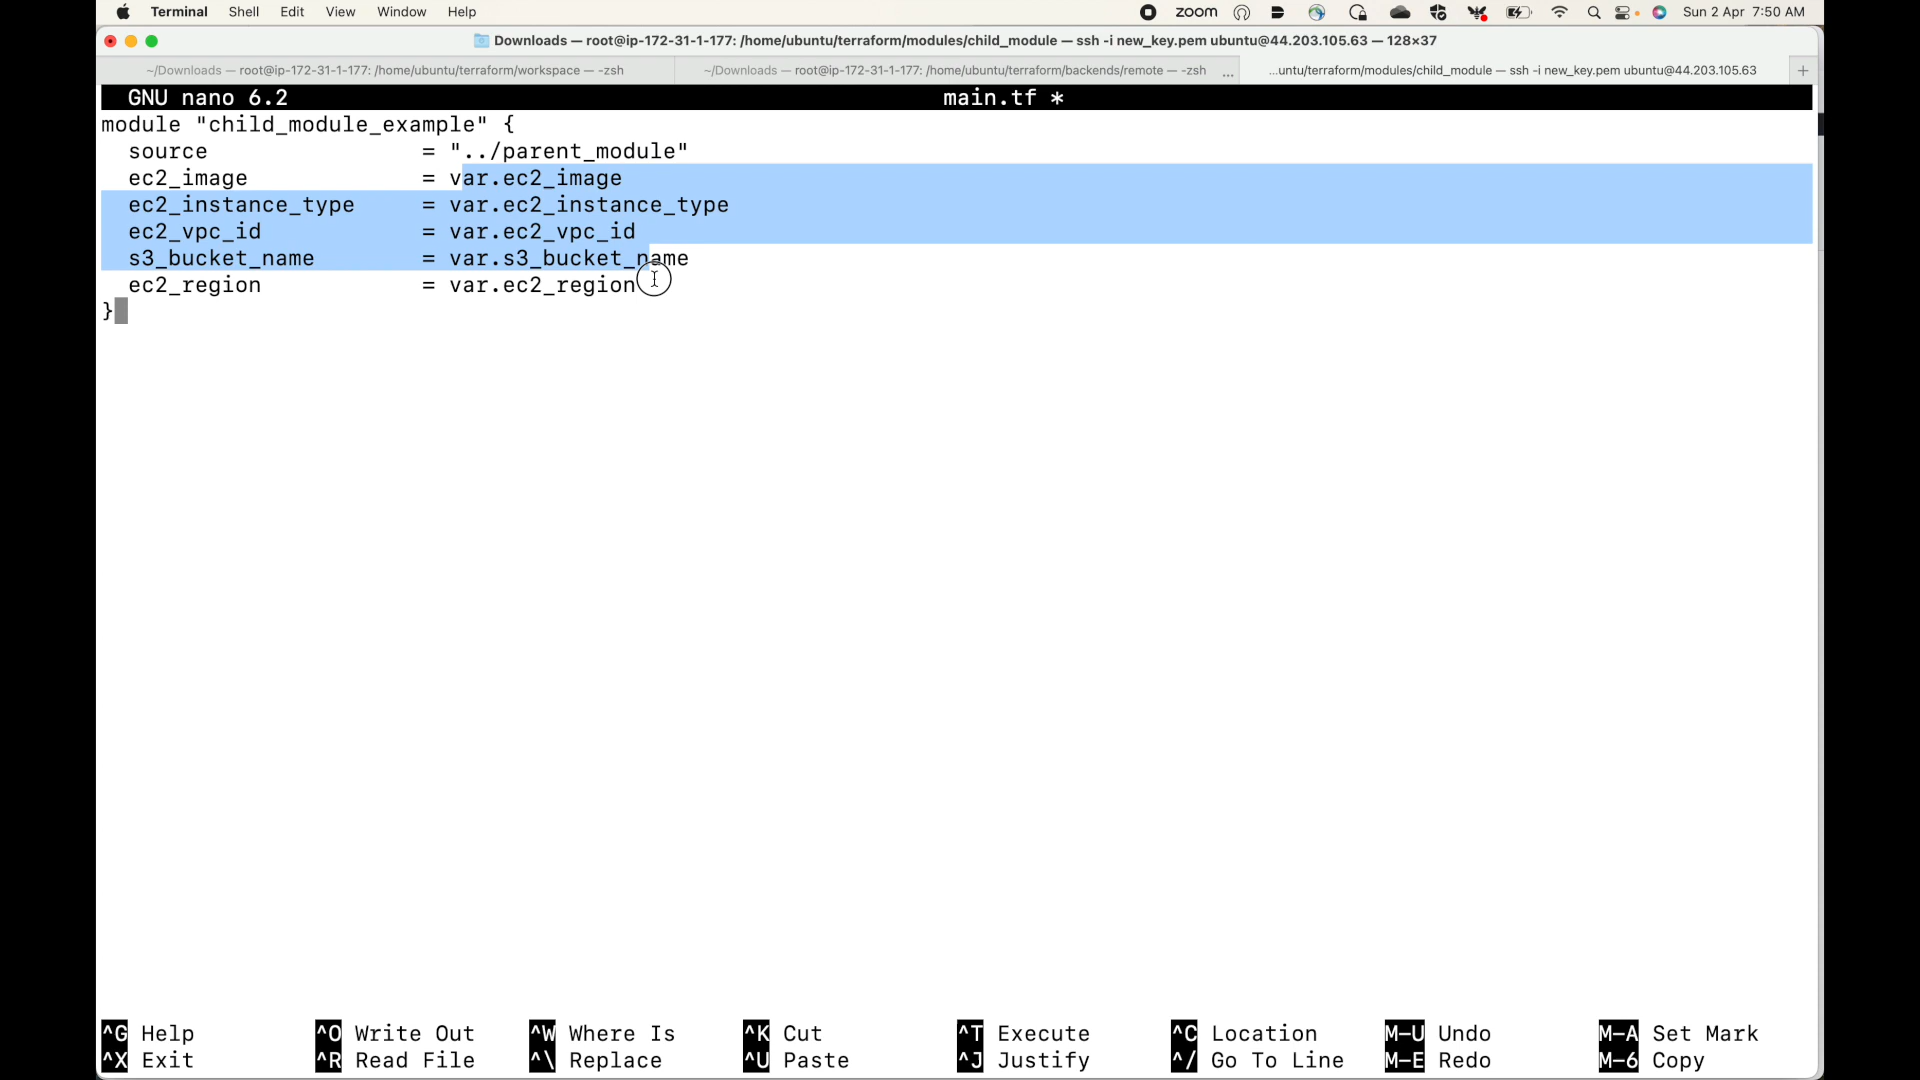 Terminal Shell Edit View Window Help zoom Sun 2 Apr 7:50 AM
Downloads — root@ip-172-31-1-177: /home/ubuntu/terraform/modules/child_module — ssh -i new_key.pem ubuntu@44.203.105.63 — 128×37
~/Downloads — root@ip-172-31-1-177: /home/ubuntu/terraform/workspace — -zsh ~/Downloads — root@ip-172-31-1-177: /home/ubuntu/terraform/backends/remote — -zsh ... ...untu/terraform/modules/child_module — ssh -i new_key.pem ubuntu@44.203.105.63 +
GNU nano 6.2 main.tf *
module "child_module_example" {
  source = "../parent_module"
  ec2_image = var.ec2_image
  ec2_instance_type = var.ec2_instance_type
  ec2_vpc_id = var.ec2_vpc_id
  s3_bucket_name = var.s3_bucket_name
  ec2_region = var.ec2_region
}
^G Help ^O Write Out ^W Where Is ^K Cut ^T Execute ^C Location M-U Undo M-A Set Mark
^X Exit ^R Read File ^\ Replace ^U Paste ^J Justify ^/ Go To Line M-E Redo M-6 Copy